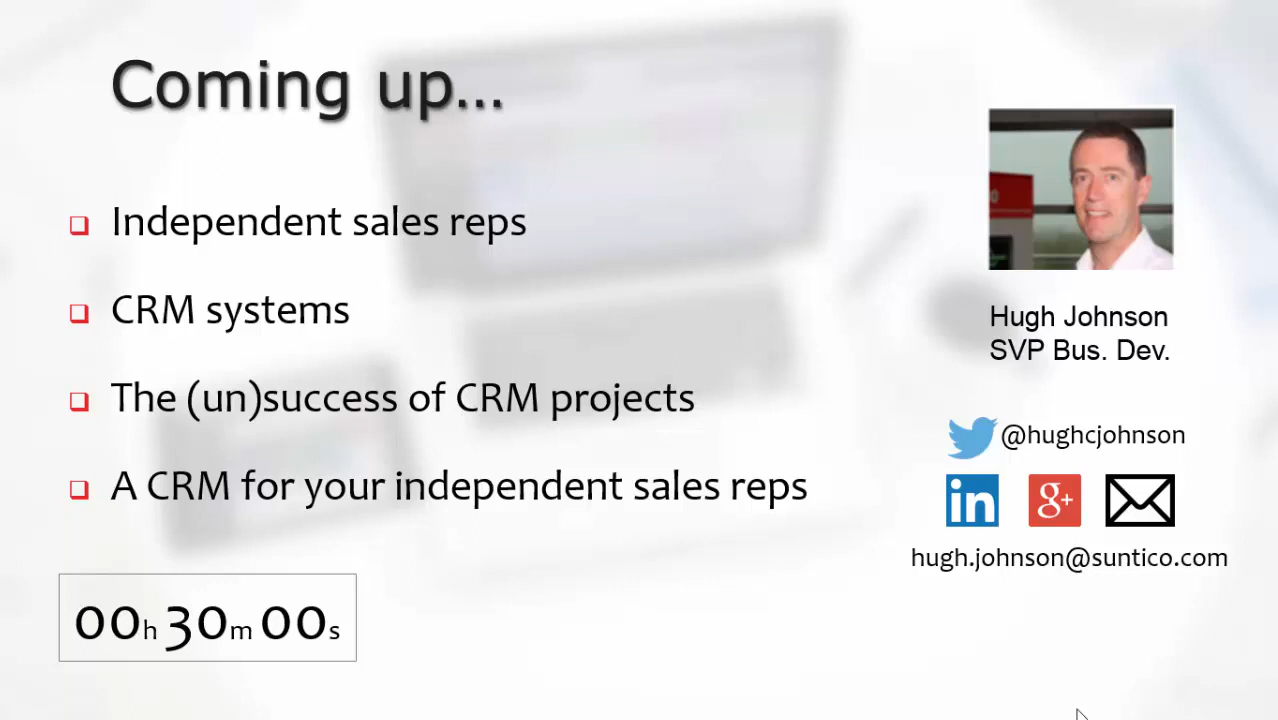 Coming up...
Independent sales reps
CRM systems
The (un)success of CRM projects
A CRM for your independent sales reps
00h 30m 00s
Hugh Johnson
SVP Bus. Dev.
@hughcjohnson
in g+
hugh.johnson@suntico.com